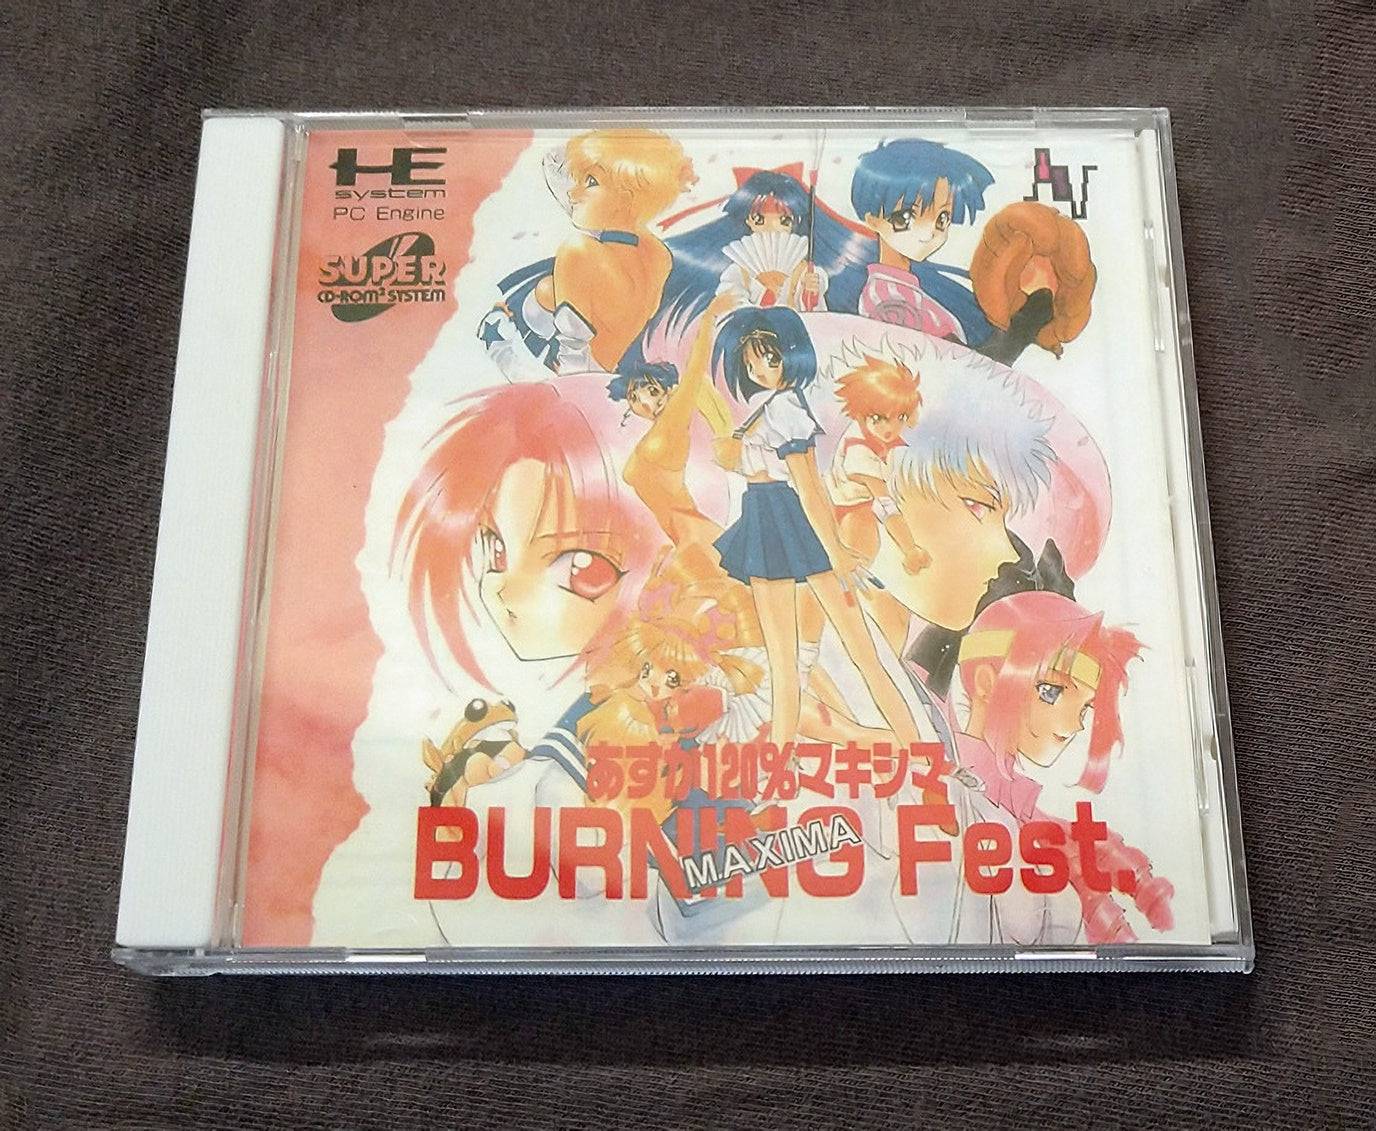 HE
system
PC Engine
SUPER
CD-ROM² SYSTEM
あすか120%マキシマ
BURNING Fest.
MAXIMA